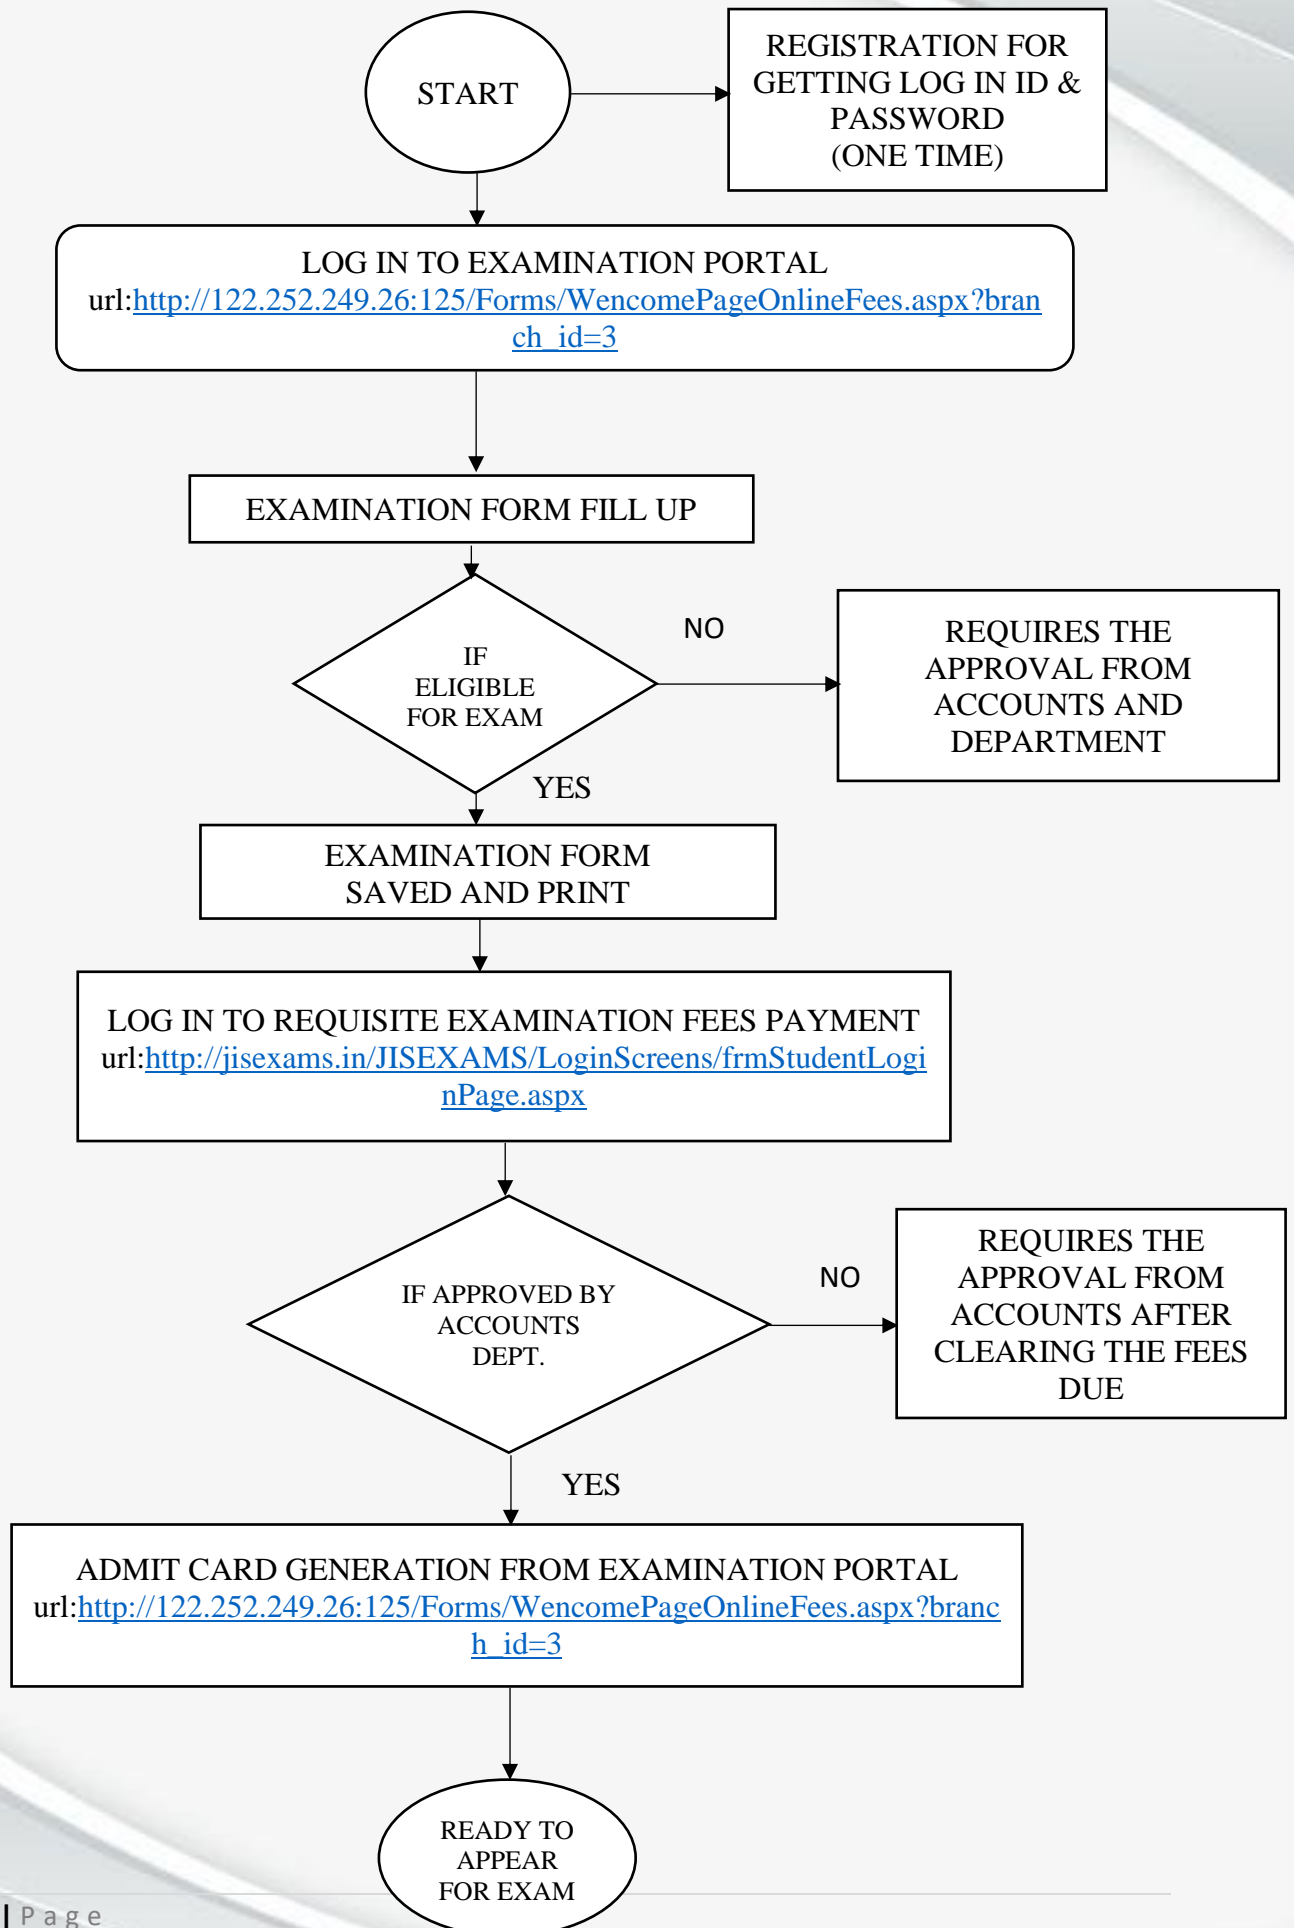 START
REGISTRATION FOR
GETTING LOG IN ID &
PASSWORD
(ONE TIME)
LOG IN TO EXAMINATION PORTAL
url:http://122.252.249.26:125/Forms/WencomePageOnlineFees.aspx?bran
ch_id=3
EXAMINATION FORM FILL UP
IF
ELIGIBLE
FOR EXAM
NO
REQUIRES THE
APPROVAL FROM
ACCOUNTS AND
DEPARTMENT
YES
EXAMINATION FORM
SAVED AND PRINT
LOG IN TO REQUISITE EXAMINATION FEES PAYMENT
url:http://jisexams.in/JISEXAMS/LoginScreens/frmStudentLogi
nPage.aspx
IF APPROVED BY
ACCOUNTS
DEPT.
NO
REQUIRES THE
APPROVAL FROM
ACCOUNTS AFTER
CLEARING THE FEES
DUE
YES
ADMIT CARD GENERATION FROM EXAMINATION PORTAL
url:http://122.252.249.26:125/Forms/WencomePageOnlineFees.aspx?branc
h_id=3
READY TO
APPEAR
FOR EXAM
| Page